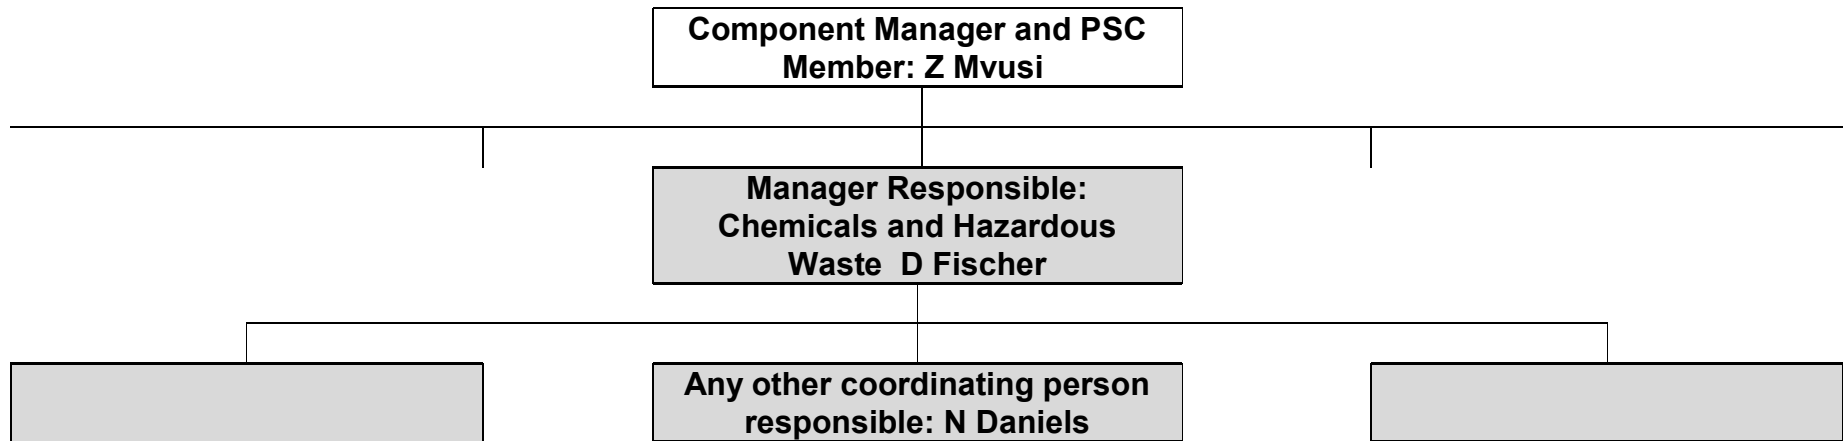 Component Manager and PSC
Member: Z Mvusi
Manager Responsible:
Chemicals and Hazardous
Waste  D Fischer
Any other coordinating person
responsible: N Daniels